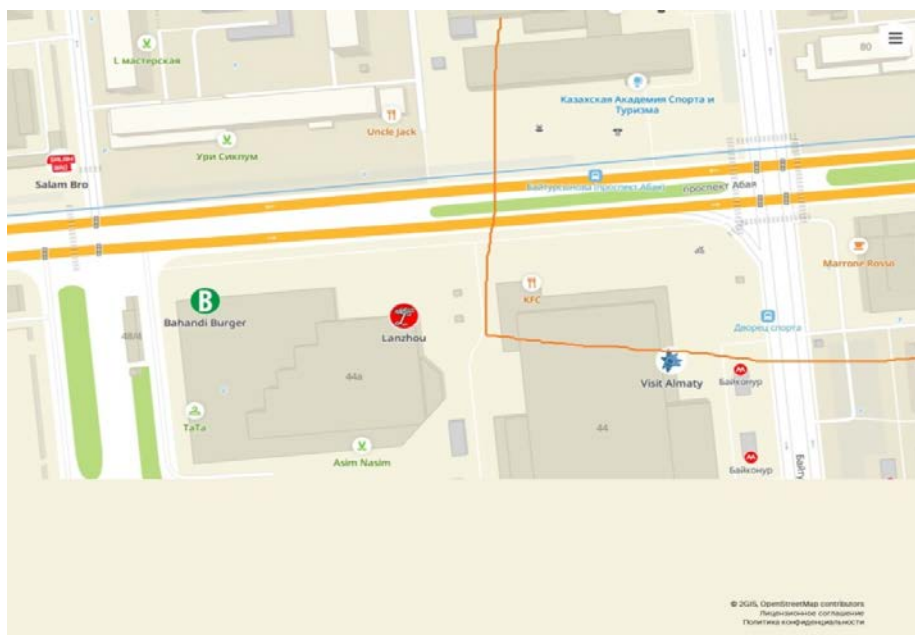 L мастерская
80
Казахская Академия Спорта и
Туризма
Uncle Jack
Ури Сиклум
SALAM
BRO
Salam Bro
Байтурсынова (проспект Абая)
проспект Абая
Marrone Rosso
KFC
B
Bahandi Burger
Lanzhou
Дворец спорта
44а
Visit Almaty
М
Байконур
TaTa
44
Asim Nasim
М
Байконур
© 2GIS, OpenStreetMap contributors
Лицензионное соглашение
Политика конфиденциальности